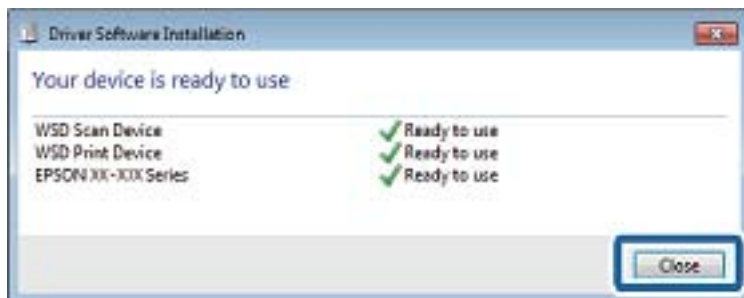 Driver Software Installation
Your device is ready to use
WSD Scan Device Ready to use
WSD Print Device Ready to use
EPSON XX-XXX Series Ready to use
Close